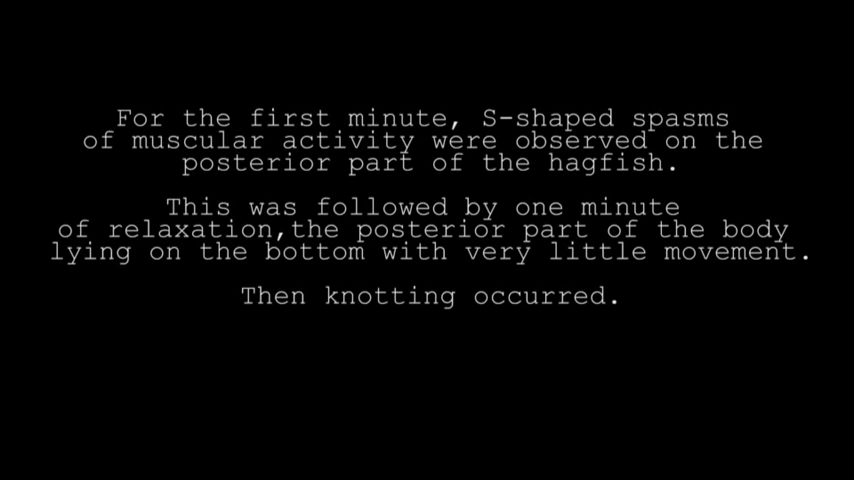 For the first minute, S-shaped spasms
of muscular activity were observed on the
posterior part of the hagfish.
This was followed by one minute
of relaxation,the posterior part of the body
lying on the bottom with very little movement.
Then knotting occurred.